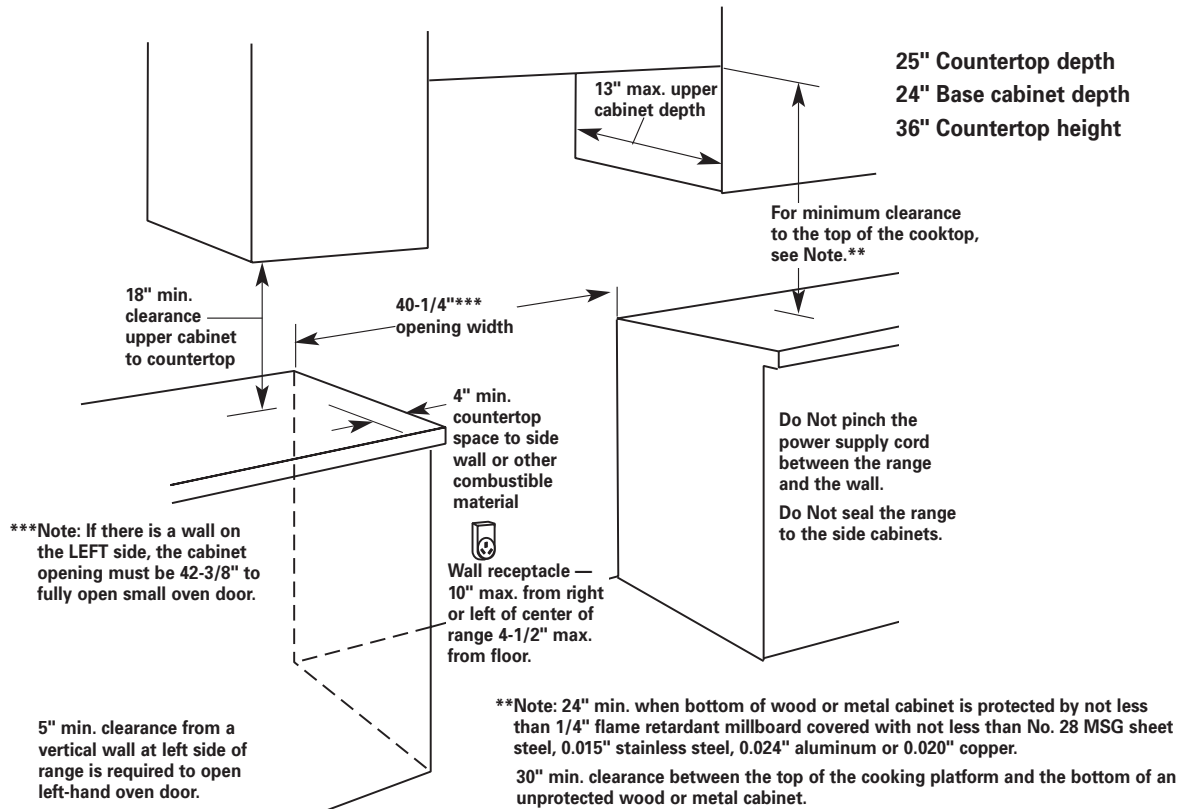 25" Countertop depth
24" Base cabinet depth
36" Countertop height
13" max. upper
cabinet depth
For minimum clearance
to the top of the cooktop,
see Note.**
18" min.
clearance
upper cabinet
to countertop
40-1/4"***
opening width
4" min.
countertop
space to side
wall or other
combustible
material
Do Not pinch the
power supply cord
between the range
and the wall.
Do Not seal the range
to the side cabinets.
***Note: If there is a wall on
the LEFT side, the cabinet
opening must be 42-3/8" to
fully open small oven door.
Wall receptacle —
10" max. from right
or left of center of
range 4-1/2" max.
from floor.
5" min. clearance from a
vertical wall at left side of
range is required to open
left-hand oven door.
**Note: 24" min. when bottom of wood or metal cabinet is protected by not less
than 1/4" flame retardant millboard covered with not less than No. 28 MSG sheet
steel, 0.015" stainless steel, 0.024" aluminum or 0.020" copper.
30" min. clearance between the top of the cooking platform and the bottom of an
unprotected wood or metal cabinet.